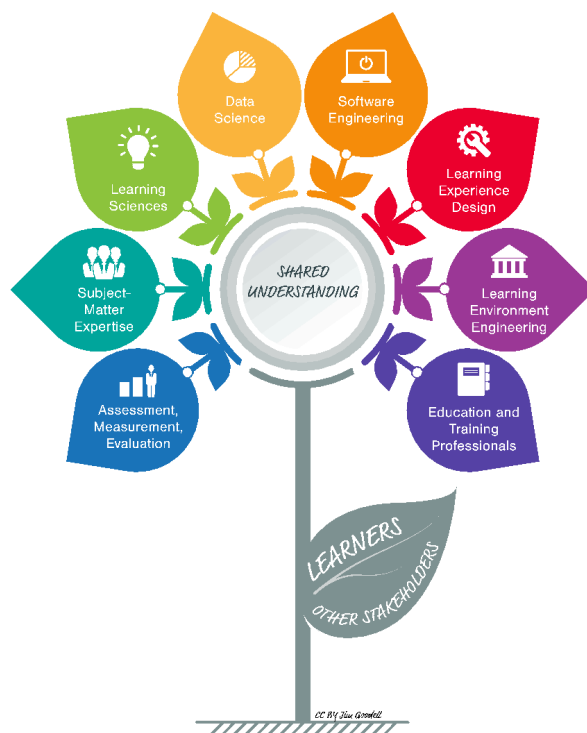 Data
Science
Software
Engineering
Learning
Sciences
Learning
Experience
Design
Subject-
Matter
Expertise
SHARED
UNDERSTANDING
Learning
Environment
Engineering
Assessment,
Measurement,
Evaluation
Education and
Training
Professionals
LEARNERS
OTHER STAKEHOLDERS
CC BY Jim Goodell